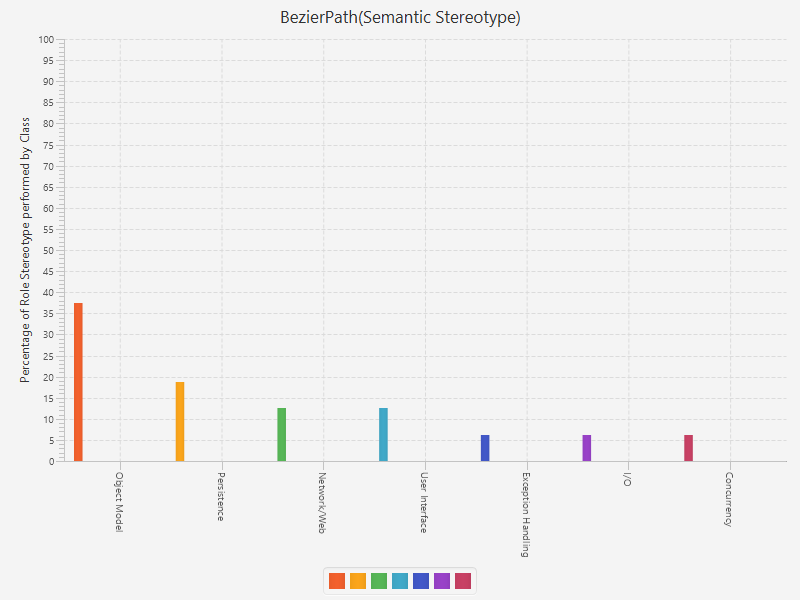 BezierPath(Semantic Stereotype)
Percentage of Role Stereotype performed by Class
100
95
90
85
80
75
70
65
60
55
50
45
40
35
30
25
20
15
10
5
0
Object Model
Persistence
Network/Web
User Interface
Exception Handling
I/O
Concurrency